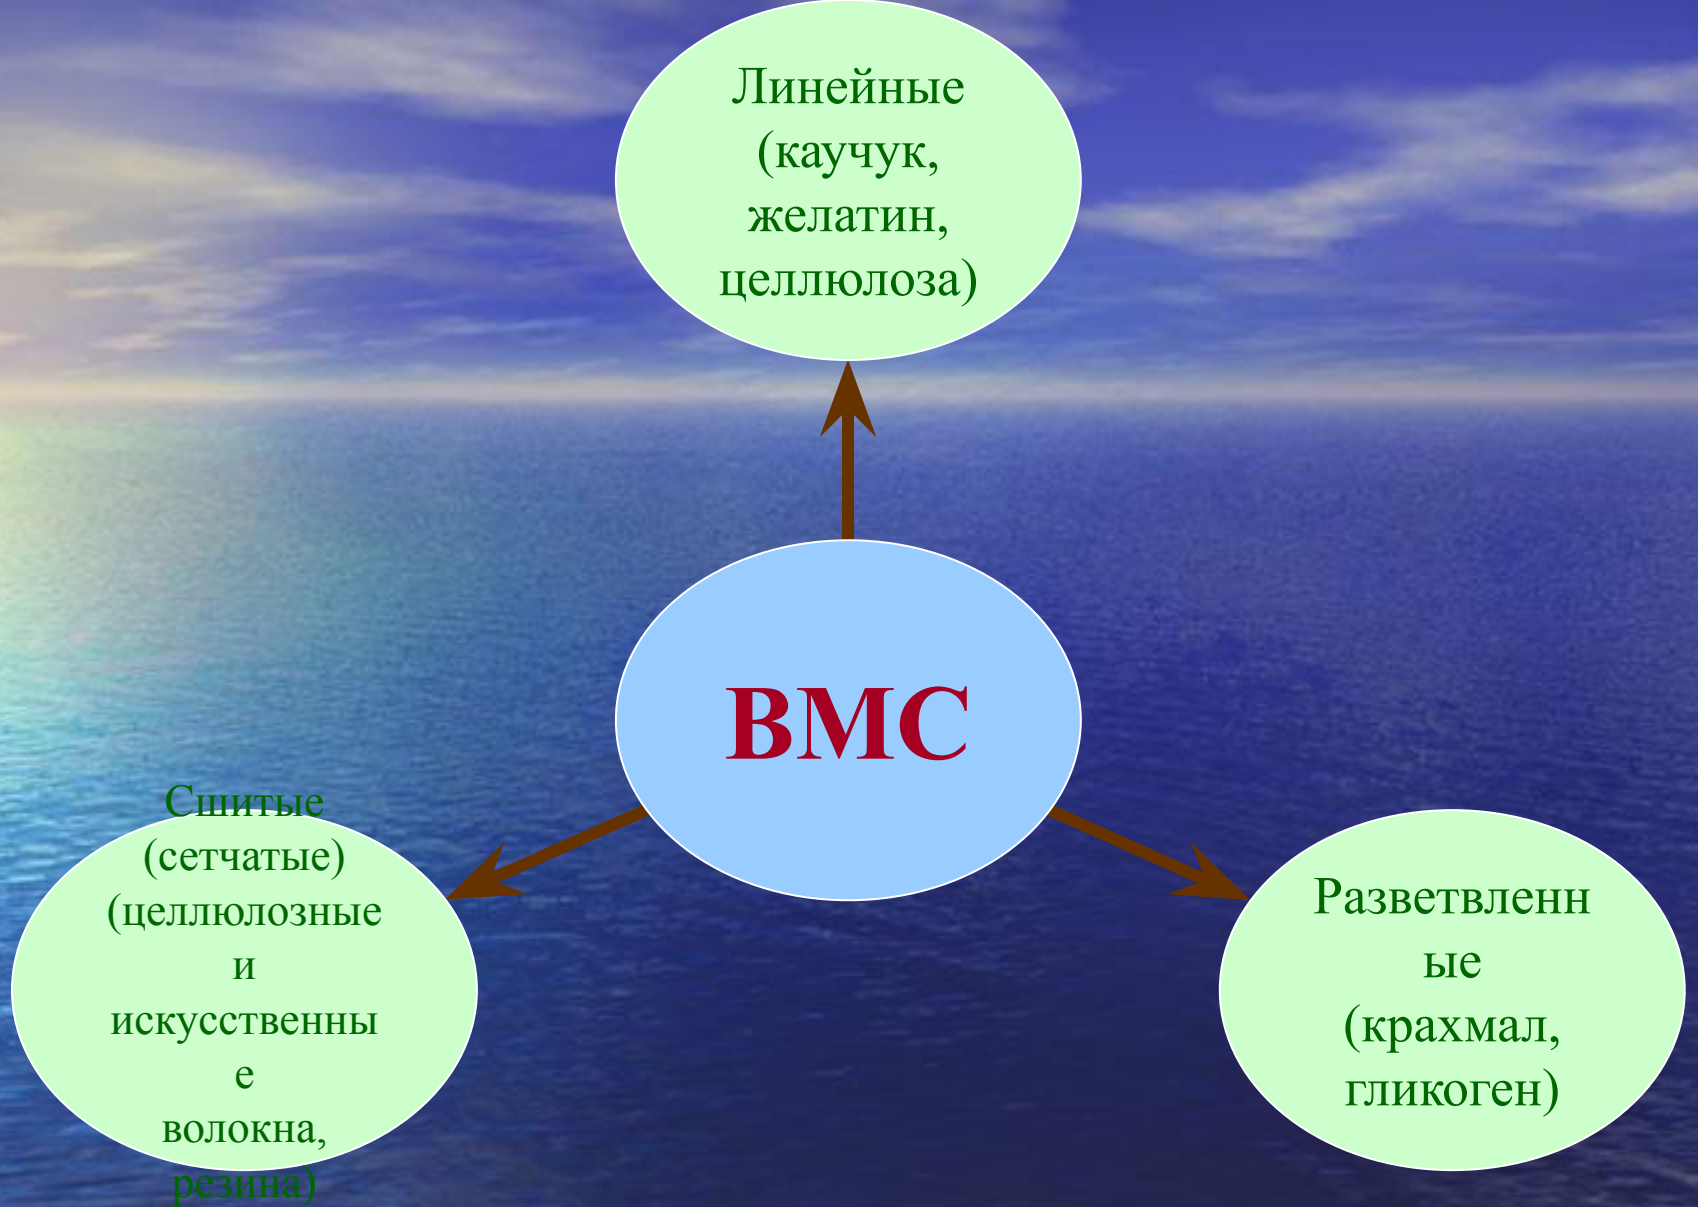 Линейные
(каучук,
желатин,
целлюлоза)
ВМС
Сшитые
(сетчатые)
(целлюлозные
и
искусственны
е
волокна,
резина)
Разветвленн
ые
(крахмал,
гликоген)